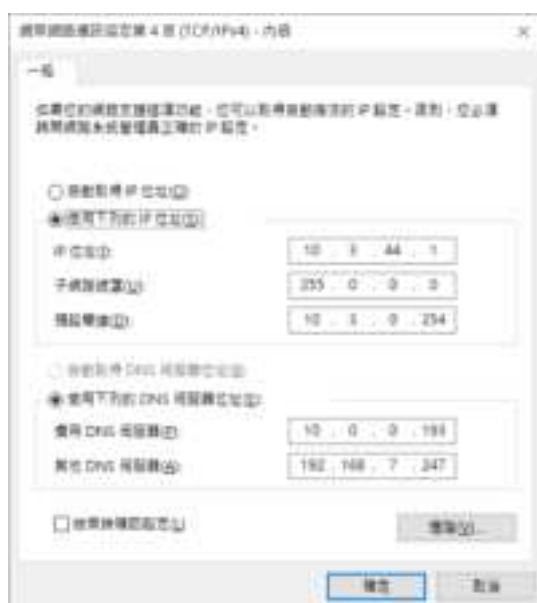 網際網路通訊協定第 4 版 (TCP/IPv4) - 內容
一般
如果您的網路支援這項功能，您可以取得自動指派的 IP 設定。否則，您必須
詢問網路系統管理員正確的 IP 設定。
自動取得 IP 位址(O)
使用下列的 IP 位址(S):
IP 位址(I):
10 . 3 . 44 . 1
子網路遮罩(U):
255 . 0 . 0 . 0
預設閘道(D):
10 . 3 . 0 . 254
自動取得 DNS 伺服器位址(B)
使用下列的 DNS 伺服器位址(E):
慣用 DNS 伺服器(P):
10 . 0 . 0 .
其他 DNS 伺服器(A):
192 . 168 . 7 . 247
結束時確認設定(L)
進階(V)...
確定
取消